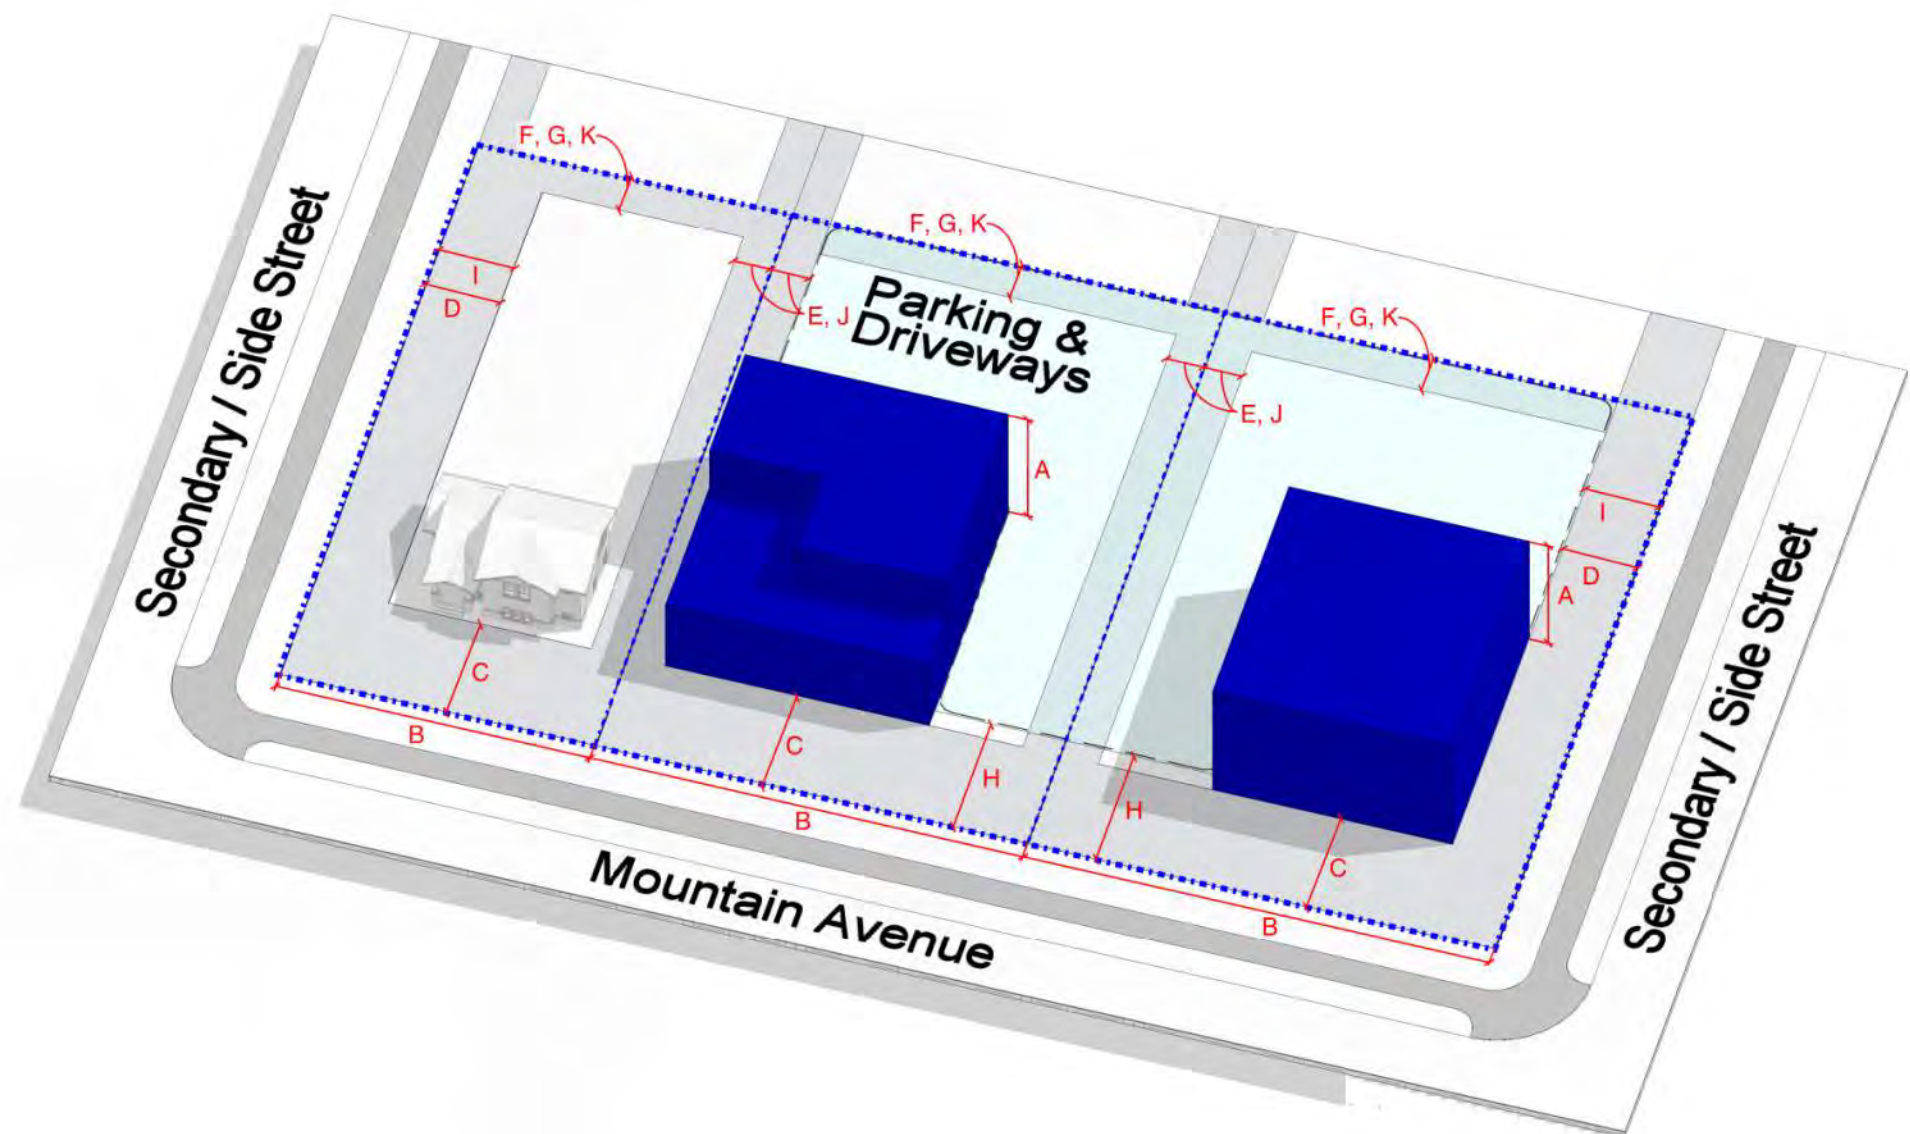 F, G, K
F, G, K
F, G, K
Parking &
Driveways
I
D
E, J
E, J
A
I
D
A
C
C
C
H
H
B
B
B
Secondary / Side Street
Mountain Avenue
Secondary / Side Street